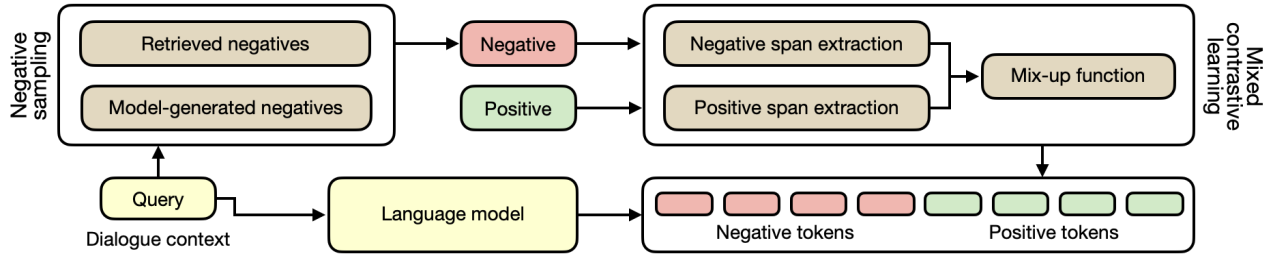 Negative
sampling
Retrieved negatives
Model-generated negatives
Negative
Positive
Negative span extraction
Positive span extraction
Mix-up function
Mixed
contrastive
learning
Query
Dialogue context
Language model
Negative tokens
Positive tokens